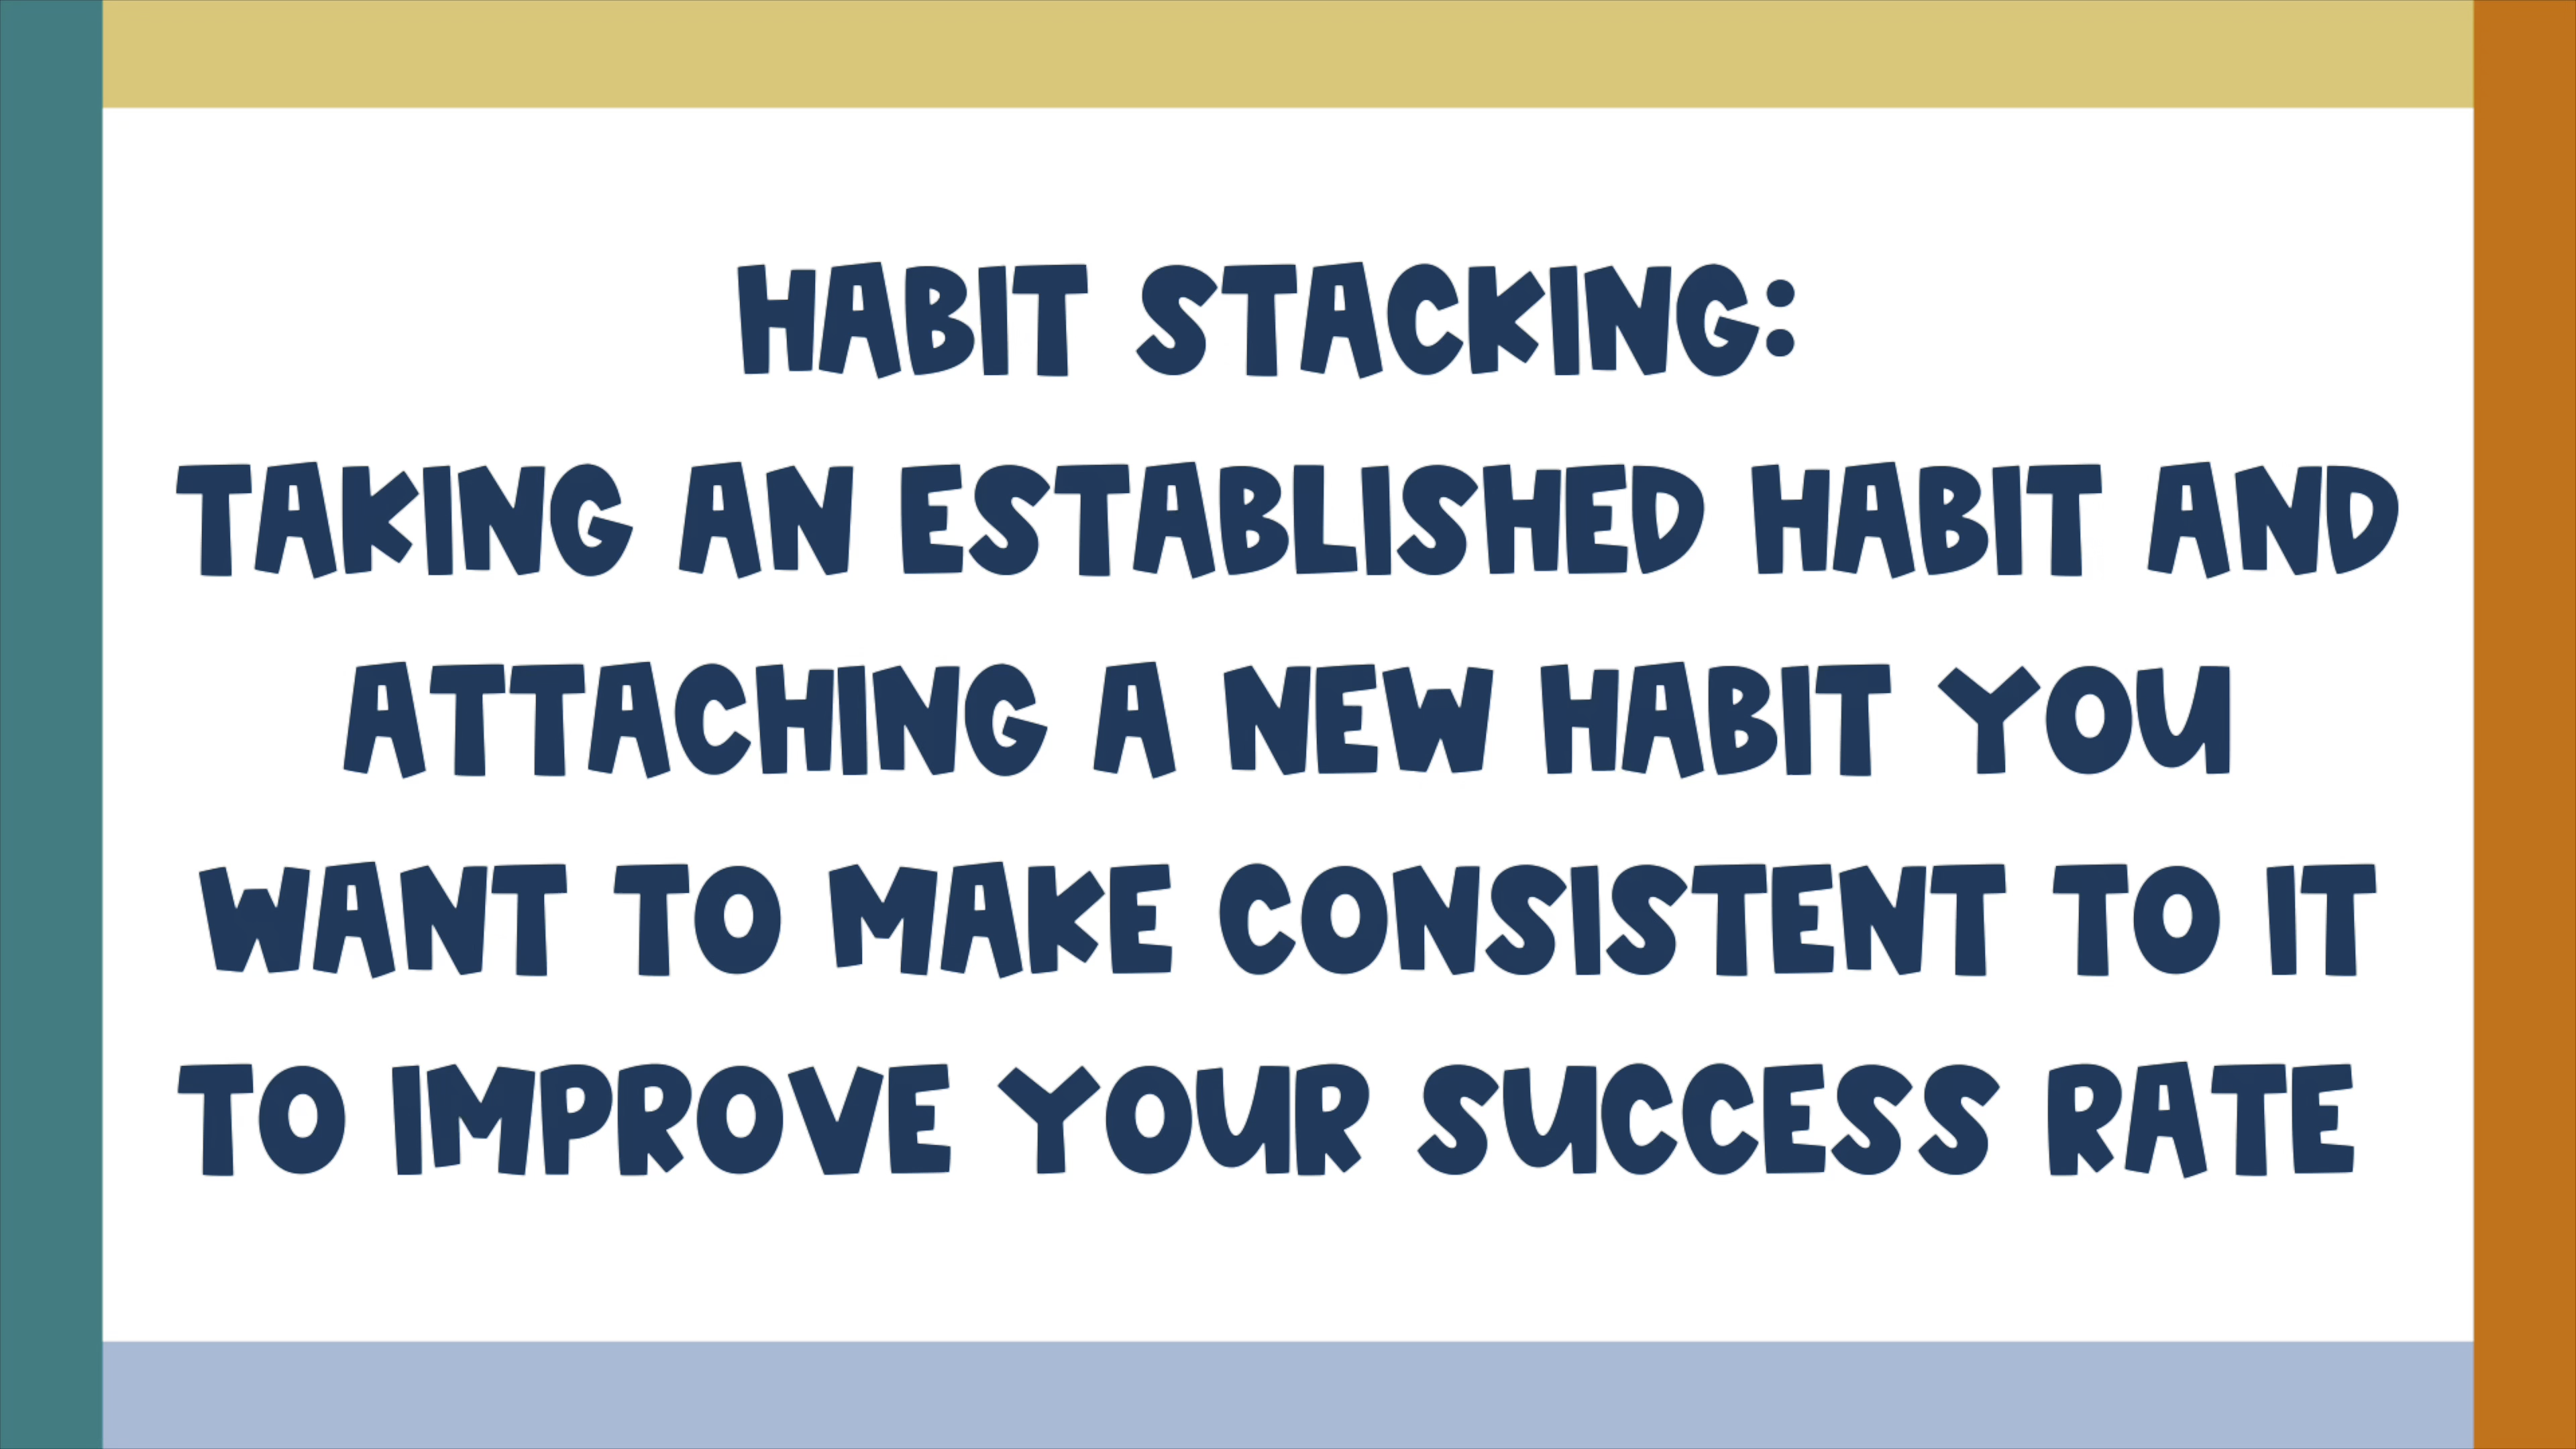 HABIT STACKING:
TAKING AN ESTABLISHED HABIT AND
ATTACHING A NEW HABIT YOU
WANT TO MAKE CONSISTENT TO IT
TO IMPROVE YOUR SUCCESS RATE